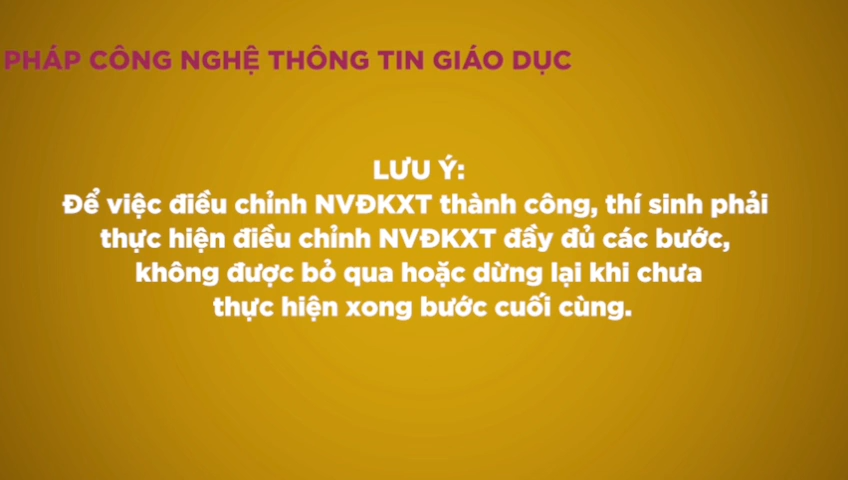 PHÁP CÔNG NGHỆ THÔNG TIN GIÁO DỤC
LƯU Ý:
Để việc điều chỉnh NVĐKXT thành công, thí sinh phải
thực hiện điều chỉnh NVĐKXT đầy đủ các bước,
không được bỏ qua hoặc dừng lại khi chưa
thực hiện xong bước cuối cùng.